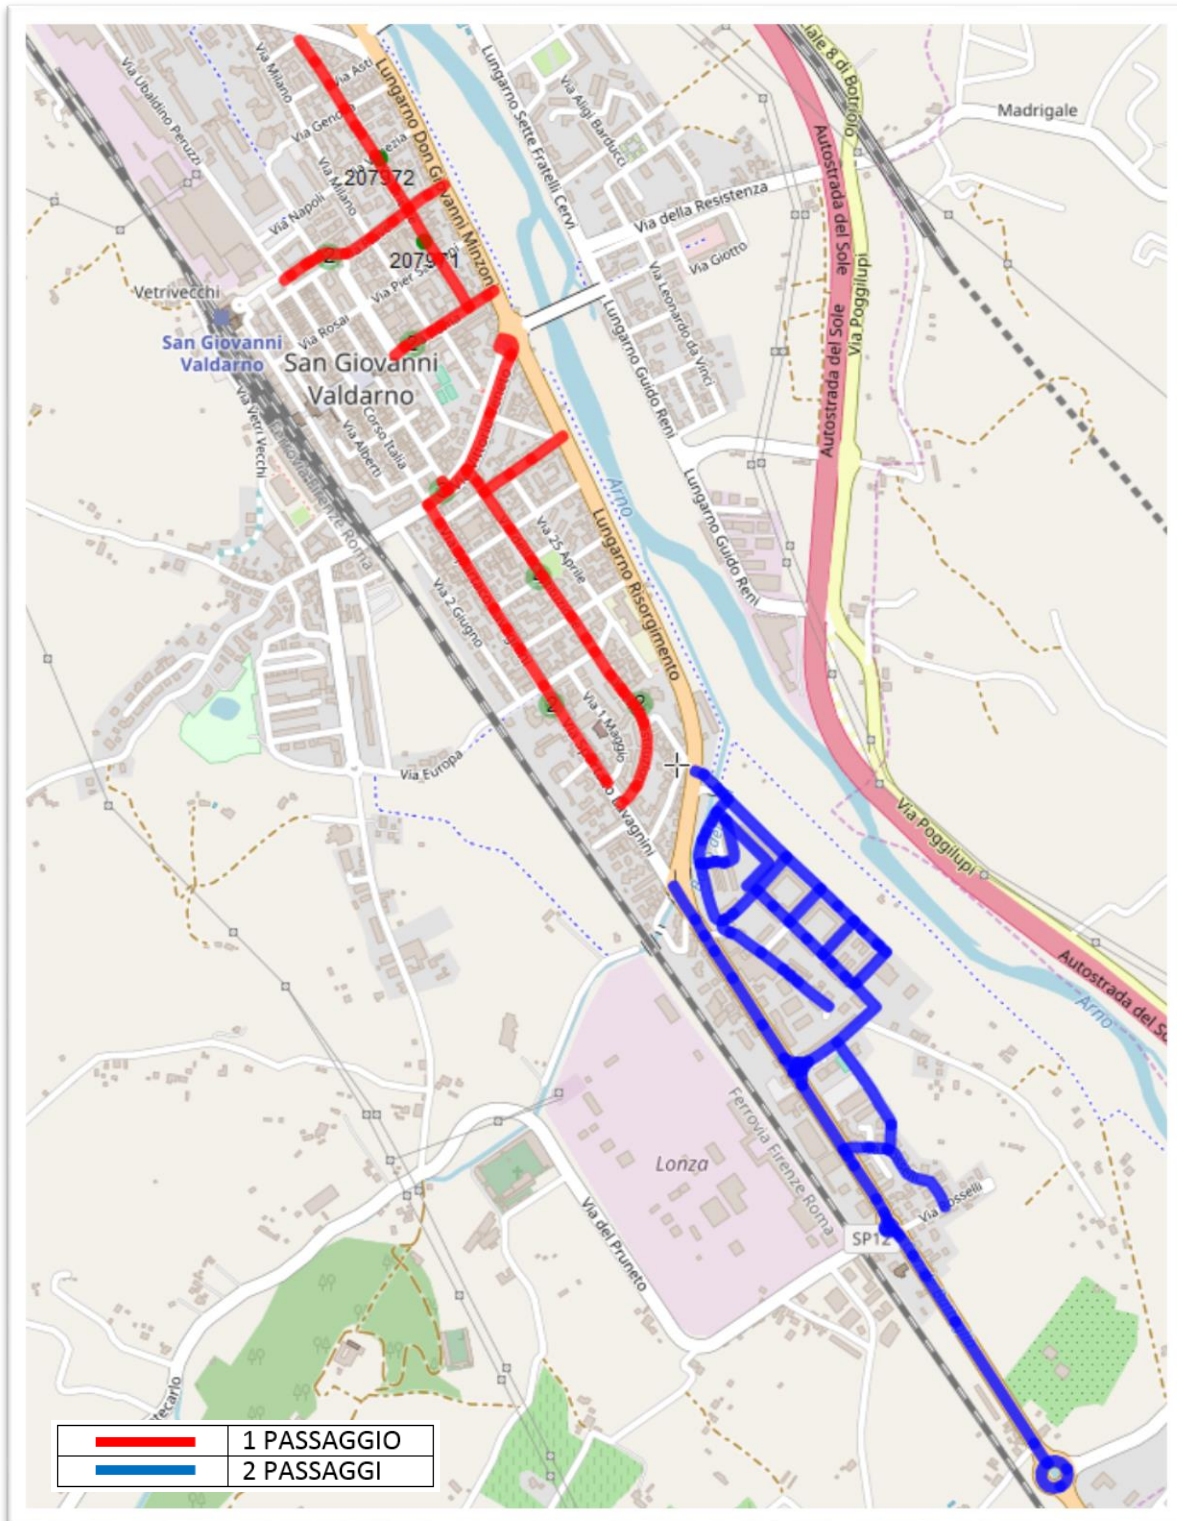 Via Milano
Via Asti
Via Ubaldino Peruzzi
Via Genova
Lungarno Don Giovanni Minzoni
Lungarno Sette Fratelli Cervi
Via Aligi Barducci
Madrigale
207972
Via Milano
Via Napoli
Via della Resistenza
Via Giotto
Autostrada del Sole
Autostrada del Sole
Autostrada del Sole
Via Poggilupi
207971
Vetrivecchi
Via Rosai
San Giovanni
Valdarno
San Giovanni
Valdarno
Via Leonardo da Vinci
Lungarno Guido Reni
Via Vetri Vecchi
Via Alberti
Corso Italia
Lungarno Guido Reni
Arno
Via 25 Aprile
Via 2 Giugno
Lungarno Risorgimento
Via 1 Maggio
Via Europa
Via Poggilupi
Autostrada del
Arno
Lonza
Ferrovia Firenze Roma
Via del Pruneto
SP12
1 PASSAGGIO
2 PASSAGGI